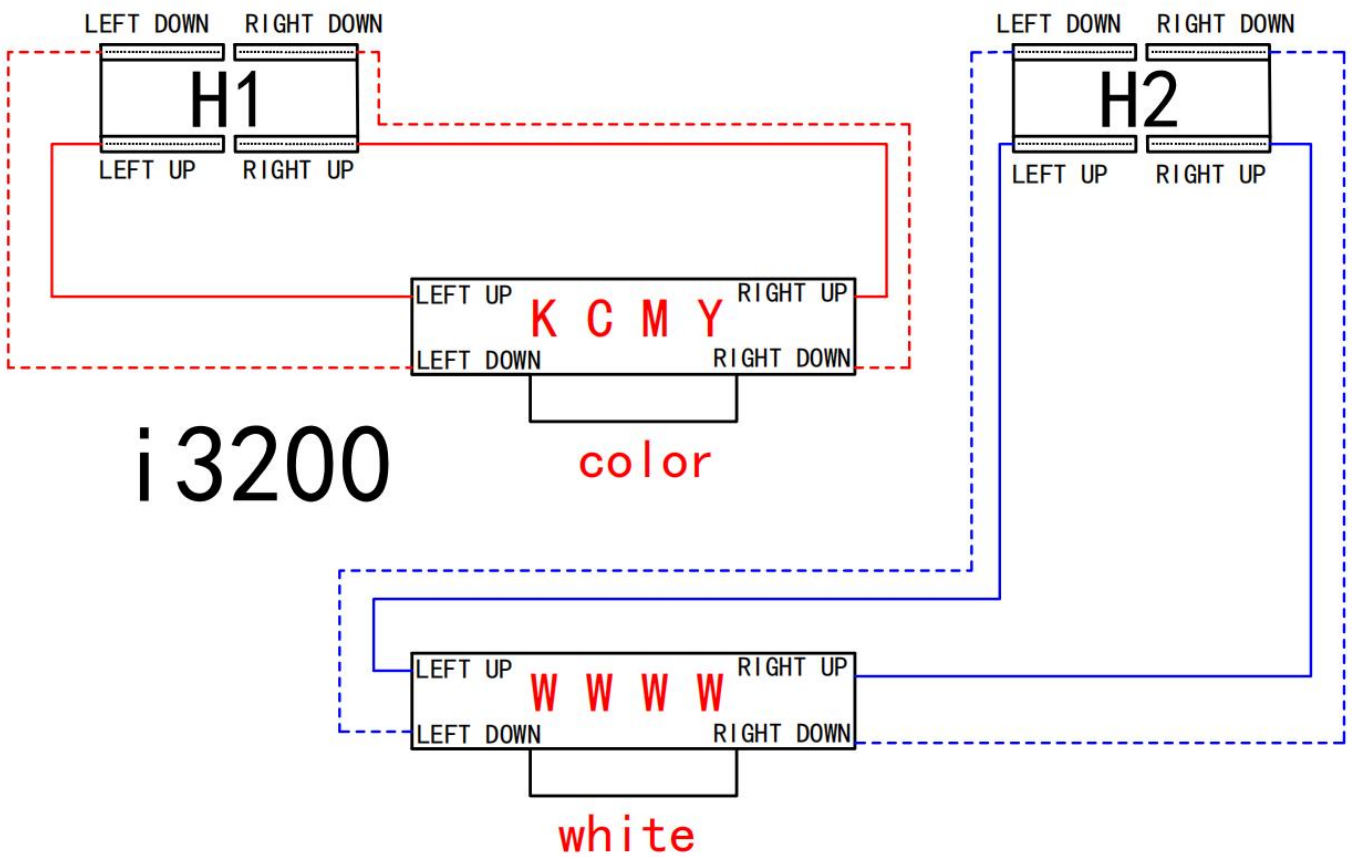 LEFT DOWN RIGHT DOWN
H1
LEFT UP RIGHT UP
LEFT DOWN RIGHT DOWN
H2
LEFT UP RIGHT UP
LEFT UP RIGHT UP
K C M Y
LEFT DOWN RIGHT DOWN
color
i3200
LEFT UP RIGHT UP
W W W W
LEFT DOWN RIGHT DOWN
white